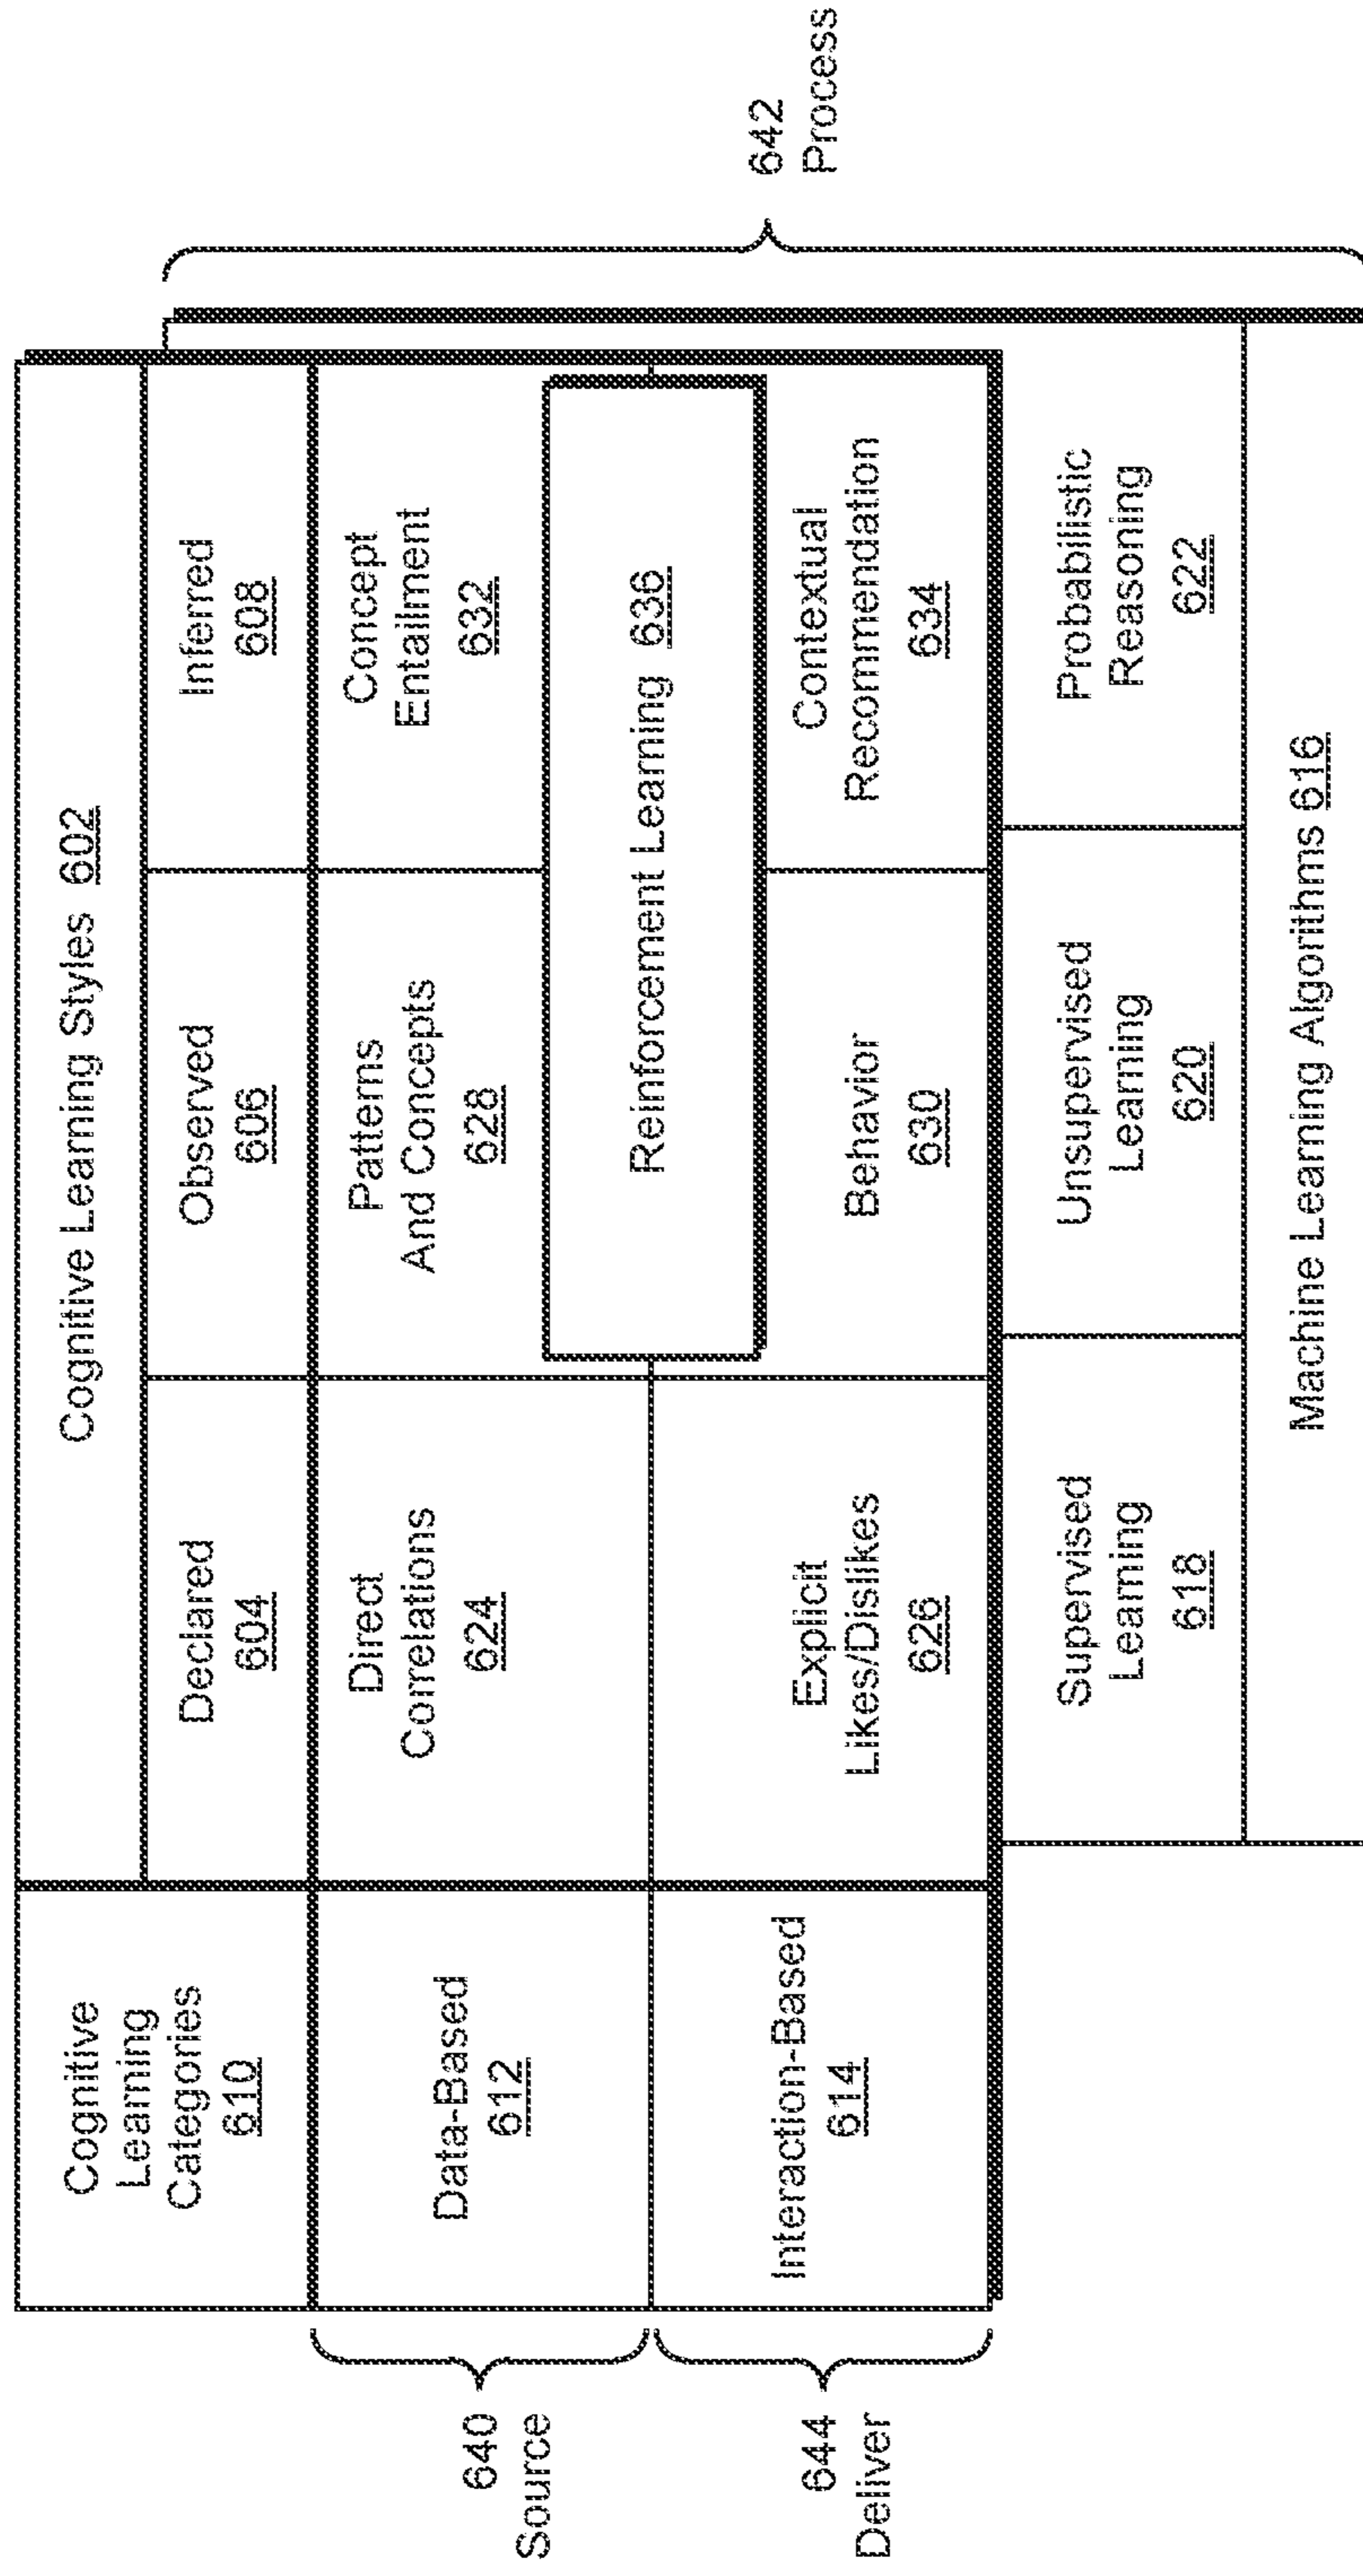 Cognitive Learning Styles 602
Cognitive
Learning
Categories
610
Declared
604
Observed
606
Inferred
608
640
Source
Data-Based
612
Direct
Correlations
624
Patterns
And Concepts
628
Concept
Entailment
632
Reinforcement Learning 636
644
Deliver
Interaction-Based
614
Explicit
Likes/Dislikes
626
Behavior
630
Contextual
Recommendation
634
642
Process
Supervised
Learning
618
Unsupervised
Learning
620
Probabilistic
Reasoning
622
Machine Learning Algorithms 616